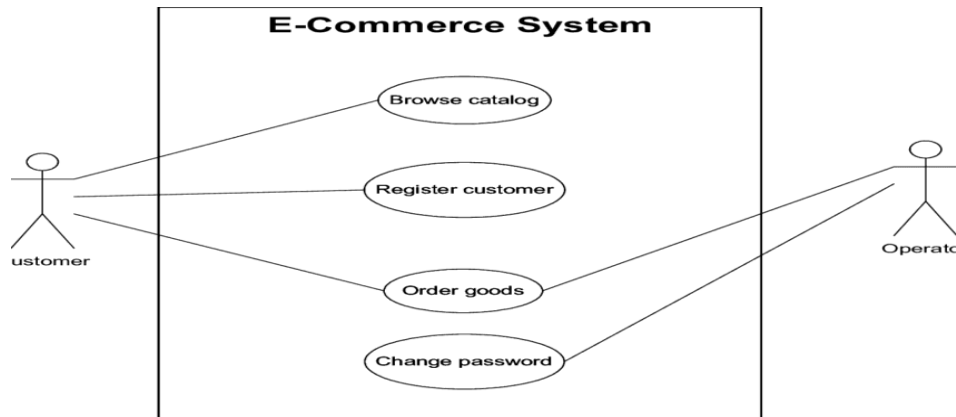 E-Commerce System
Browse catalog
Register customer
ustomer
Operato
Order goods
Change password